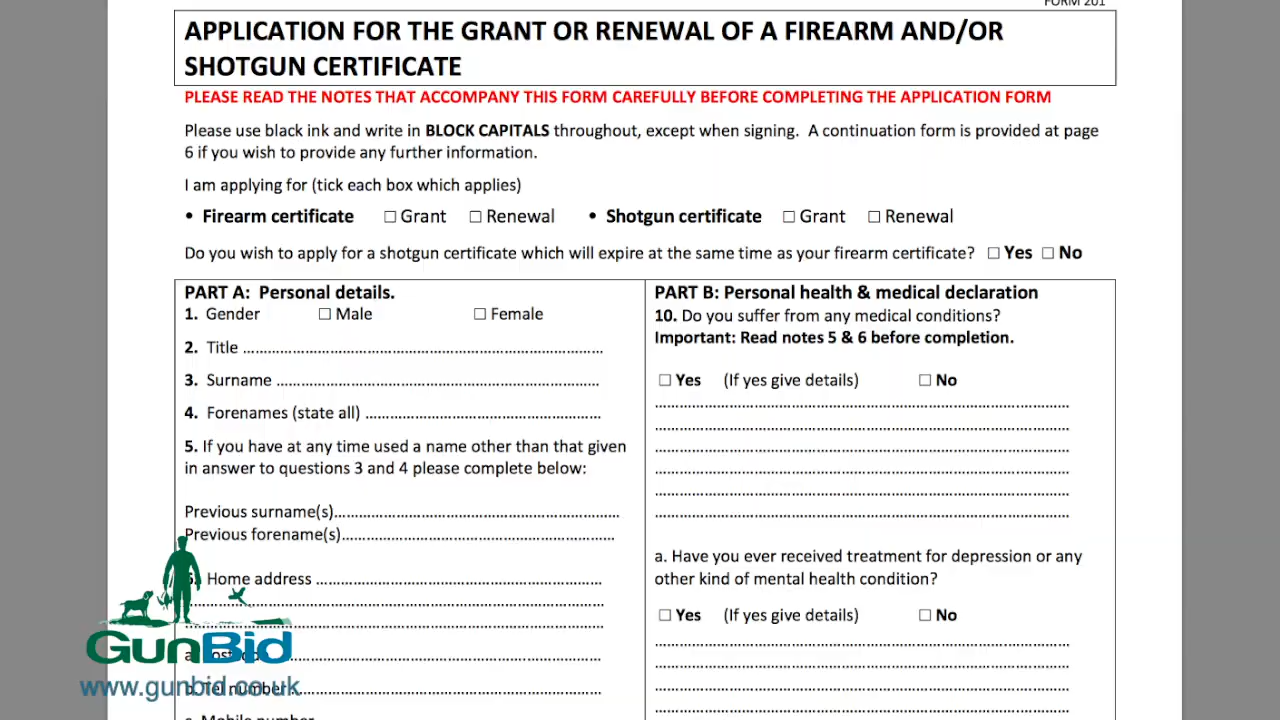 FORM 201
APPLICATION FOR THE GRANT OR RENEWAL OF A FIREARM AND/OR
SHOTGUN CERTIFICATE
PLEASE READ THE NOTES THAT ACCOMPANY THIS FORM CAREFULLY BEFORE COMPLETING THE APPLICATION FORM
Please use black ink and write in BLOCK CAPITALS throughout, except when signing. A continuation form is provided at page
6 if you wish to provide any further information.
I am applying for (tick each box which applies)
• Firearm certificate ☐ Grant ☐ Renewal • Shotgun certificate ☐ Grant ☐ Renewal
Do you wish to apply for a shotgun certificate which will expire at the same time as your firearm certificate? ☐ Yes ☐ No
PART A: Personal details.
1. Gender ☐ Male ☐ Female
2. Title ........................................
3. Surname ........................................
4. Forenames (state all) ........................................
5. If you have at any time used a name other than that given
in answer to questions 3 and 4 please complete below:
Previous surname(s)........................................
Previous forename(s)........................................
6. Home address ........................................
a. Postcode ........................................
b. Tel number........................................
c. Mobile number
PART B: Personal health & medical declaration
10. Do you suffer from any medical conditions?
Important: Read notes 5 & 6 before completion.
☐ Yes (If yes give details) ☐ No
a. Have you ever received treatment for depression or any
other kind of mental health condition?
☐ Yes (If yes give details) ☐ No
GunBid
www.gunbid.co.uk